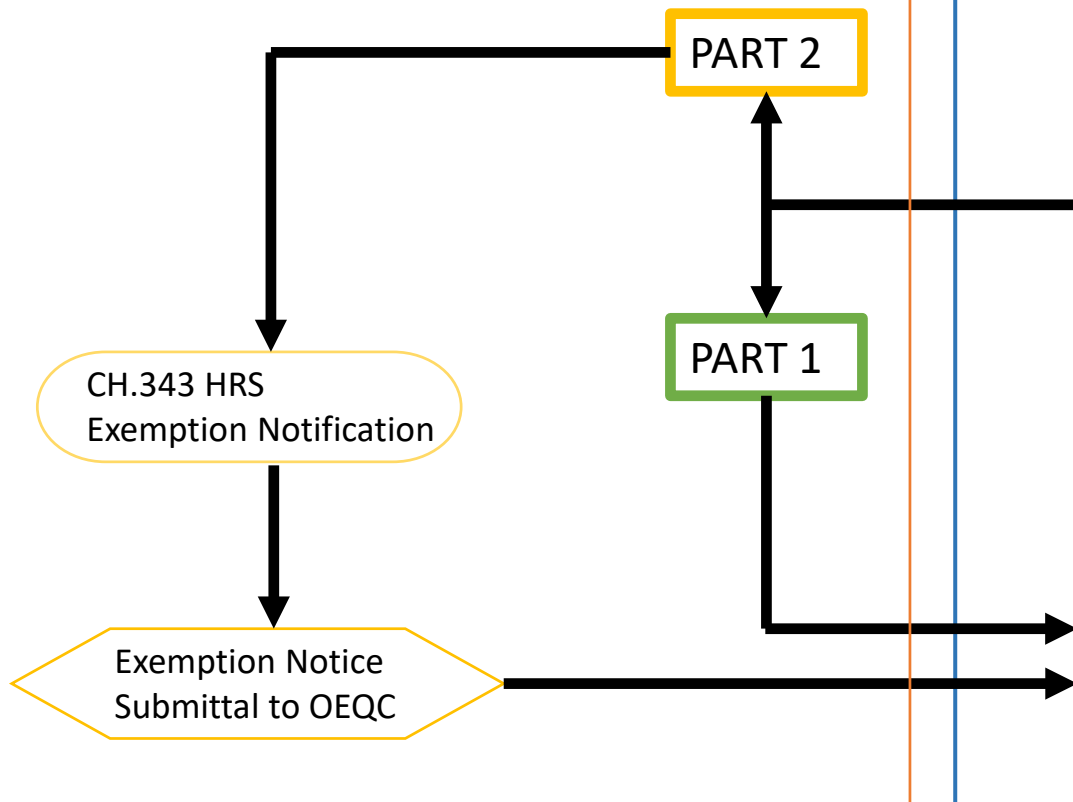 PART 2
PART 1
CH.343 HRS
Exemption Notification
Exemption Notice
Submittal to OEQC